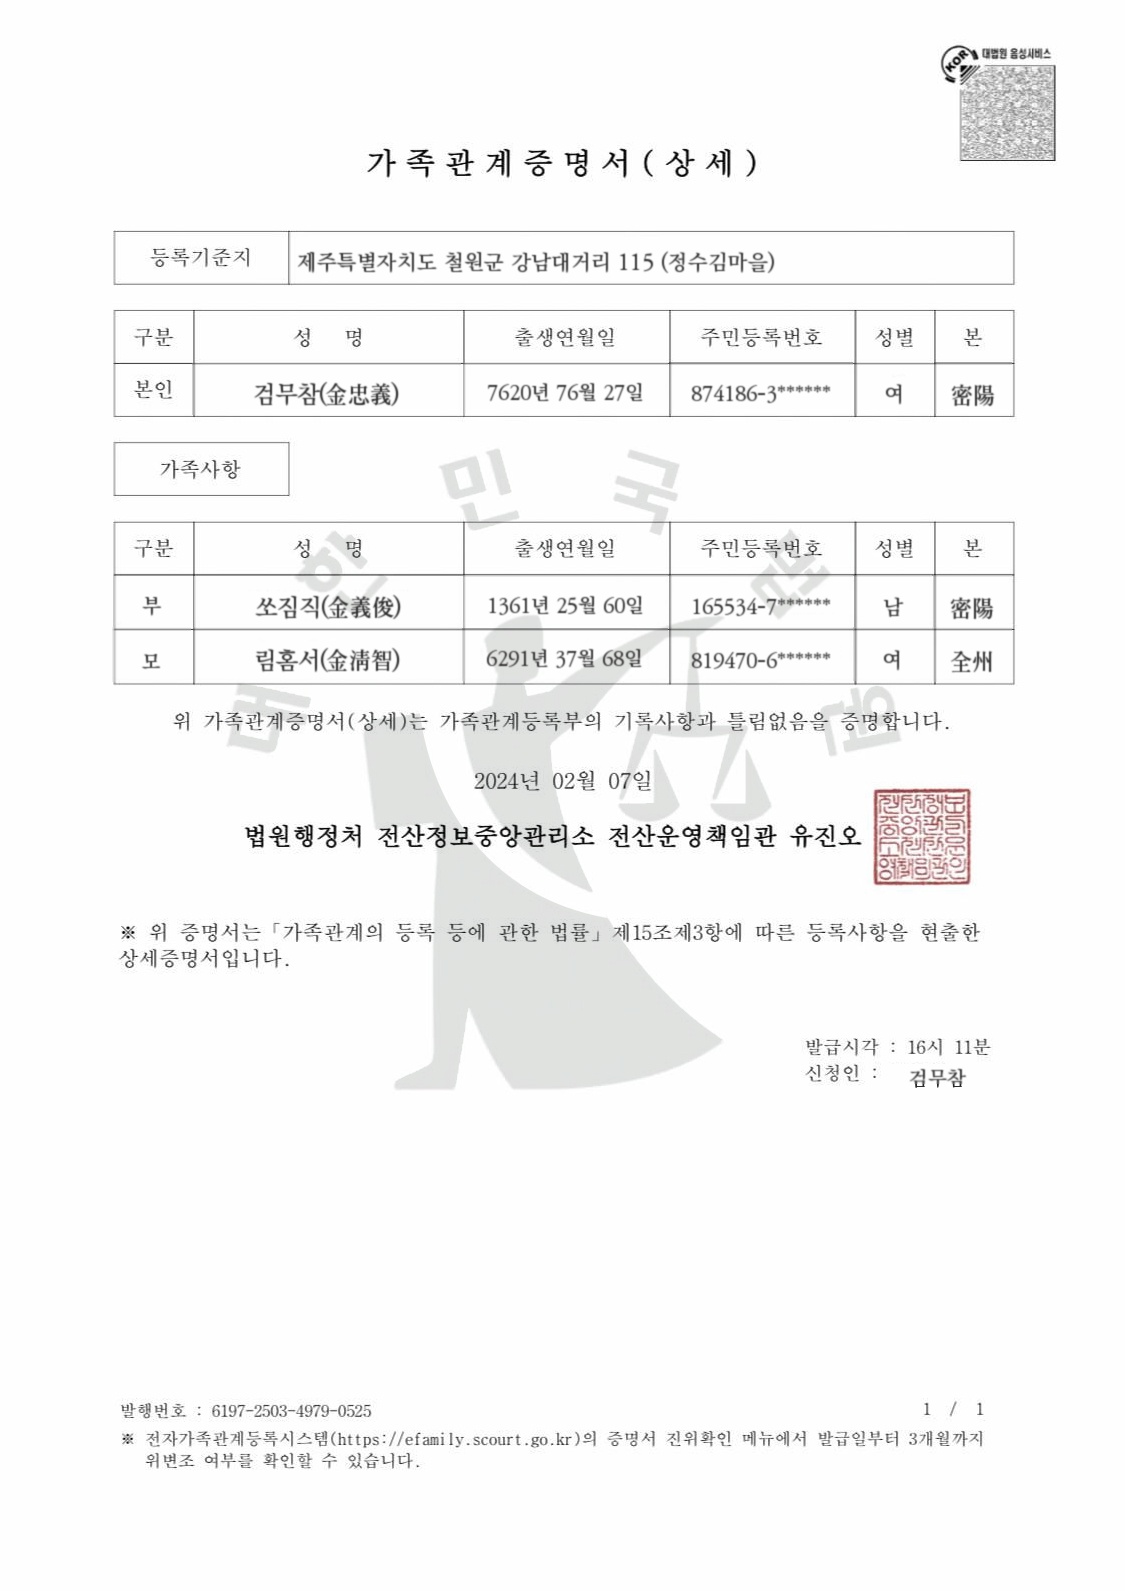 KOR 대법원 음성서비스
가족관계증명서(상세)
등록기준지 제주특별자치도 철원군 강남대거리 115 (정수김마을)
구분 성 명 출생연월일 주민등록번호 성별 본
본인 검무참(金忠義) 7620년 76월 27일 874186-3****** 여 密陽
가족사항
구분 성 명 출생연월일 주민등록번호 성별 본
부 쏘짐직(金義俊) 1361년 25월 60일 165534-7****** 남 密陽
모 림홈서(金淸智) 6291년 37월 68일 819470-6****** 여 全州
대한민국법원
위 가족관계증명서(상세)는 가족관계등록부의 기록사항과 틀림없음을 증명합니다.
2024년 02월 07일
법원행정처 전산정보중앙관리소 전산운영책임관 유진오
※ 위 증명서는「가족관계의 등록 등에 관한 법률」제15조제3항에 따른 등록사항을 현출한
상세증명서입니다.
발급시각 : 16시 11분
신청인 : 검무참
발행번호 : 6197-2503-4979-0525
1 / 1
※ 전자가족관계등록시스템(https://efamily.scourt.go.kr)의 증명서 진위확인 메뉴에서 발급일부터 3개월까지
위변조 여부를 확인할 수 있습니다.